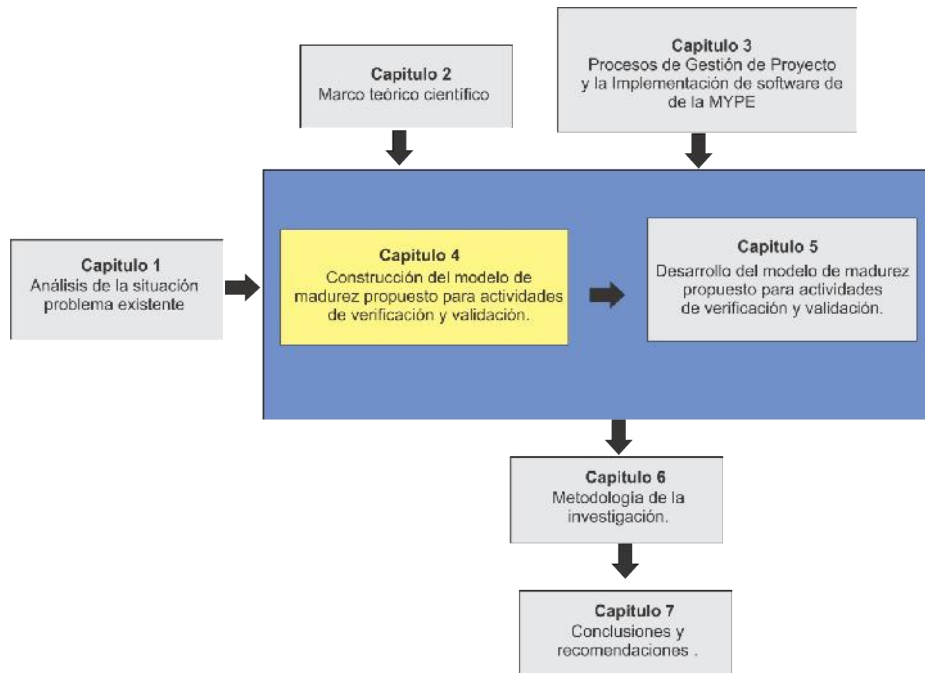 Capitulo 2
Marco teórico científico
Capitulo 3
Procesos de Gestión de Proyecto
y la Implementación de software de
de la MYPE
Capitulo 1
Análisis de la situación
problema existente
Capitulo 4
Construcción del modelo de
madurez propuesto para actividades
de verificación y validación.
Capitulo 5
Desarrollo del modelo de madurez
propuesto para actividades
de verificación y validación.
Capitulo 6
Metodología de la
investigación.
Capitulo 7
Conclusiones y
recomendaciones .